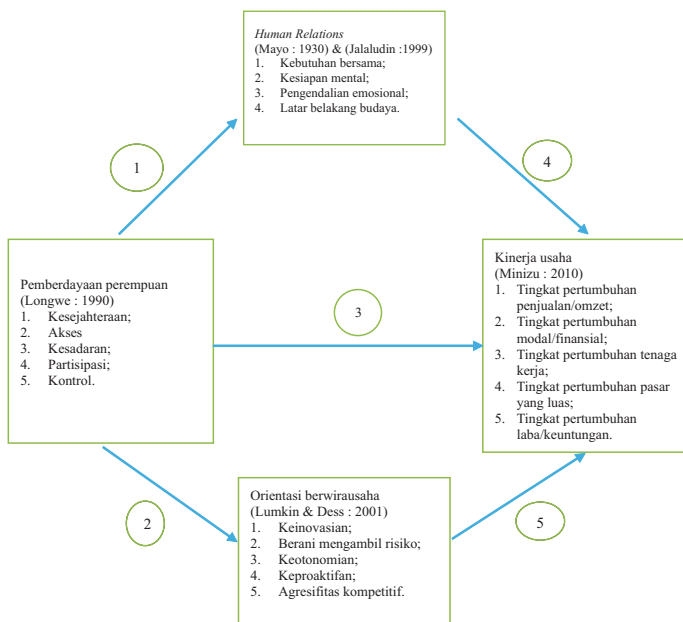 Human Relations
(Mayo : 1930) & (Jalaludin :1999)
1. Kebutuhan bersama;
2. Kesiapan mental;
3. Pengendalian emosional;
4. Latar belakang budaya.
1
4
Pemberdayaan perempuan
(Longwe : 1990)
1. Kesejahteraan;
2. Akses
3. Kesadaran;
4. Partisipasi;
5. Kontrol.
3
Kinerja usaha
(Minizu : 2010)
1. Tingkat pertumbuhan
penjualan/omzet;
2. Tingkat pertumbuhan
modal/finansial;
3. Tingkat pertumbuhan tenaga
kerja;
4. Tingkat pertumbuhan pasar
yang luas;
5. Tingkat pertumbuhan
laba/keuntungan.
2
5
Orientasi berwirausaha
(Lumkin & Dess : 2001)
1. Keinovasian;
2. Berani mengambil risiko;
3. Keotonomian;
4. Keproaktifan;
5. Agresifitas kompetitif.